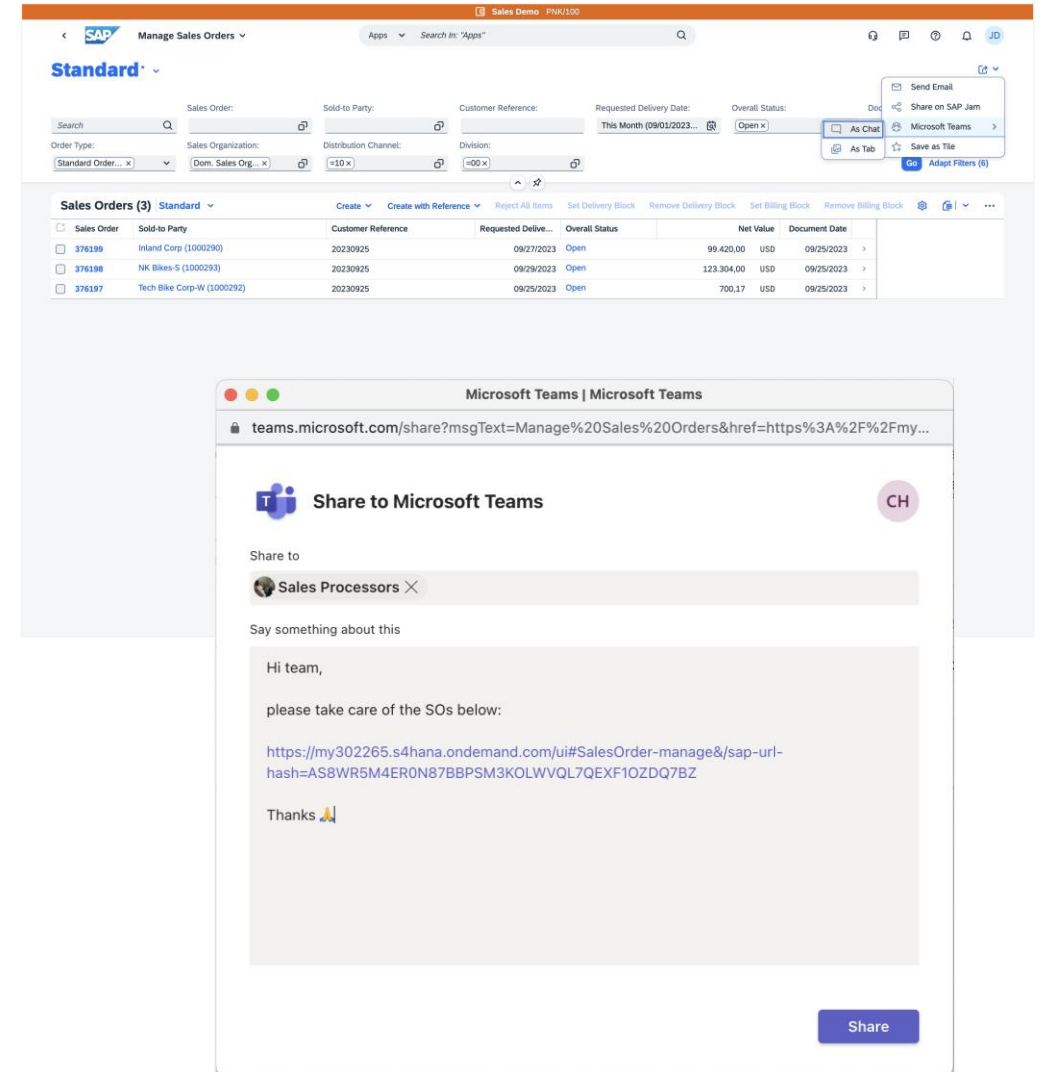 Sales Demo PNK/100
SAP Manage Sales Orders Apps Search In: "Apps" JD
Standard*
Send Email
Sales Order: Sold-to Party: Customer Reference: Requested Delivery Date: Overall Status: Doc Share on SAP Jam
Search This Month (09/01/2023... Open As Chat Microsoft Teams
Order Type: Sales Organization: Distribution Channel: Division: As Tab Save as Tile
Standard Order... Dom. Sales Org... =10 =00 Go Adapt Filters (6)
Sales Orders (3) Standard Create Create with Reference Reject All Items Set Delivery Block Remove Delivery Block Set Billing Block Remove Billing Block
Sales Order Sold-to Party Customer Reference Requested Delive... Overall Status Net Value Document Date
376199 Inland Corp (1000290) 20230925 09/27/2023 Open 99.420,00 USD 09/25/2023
376198 NK Bikes-S (1000293) 20230925 09/29/2023 Open 123.304,00 USD 09/25/2023
376197 Tech Bike Corp-W (1000292) 20230925 09/25/2023 Open 700,17 USD 09/25/2023
Microsoft Teams | Microsoft Teams
teams.microsoft.com/share?msgText=Manage%20Sales%20Orders&href=https%3A%2F%2Fmy...
T Share to Microsoft Teams CH
Share to
Sales Processors
Say something about this
Hi team,
please take care of the SOs below:
https://my302265.s4hana.ondemand.com/ui#SalesOrder-manage&/sap-url-
hash=AS8WR5M4ER0N87BBPSM3KOLWVQL7QEXF1OZDQ7BZ
Thanks 🙏
Share